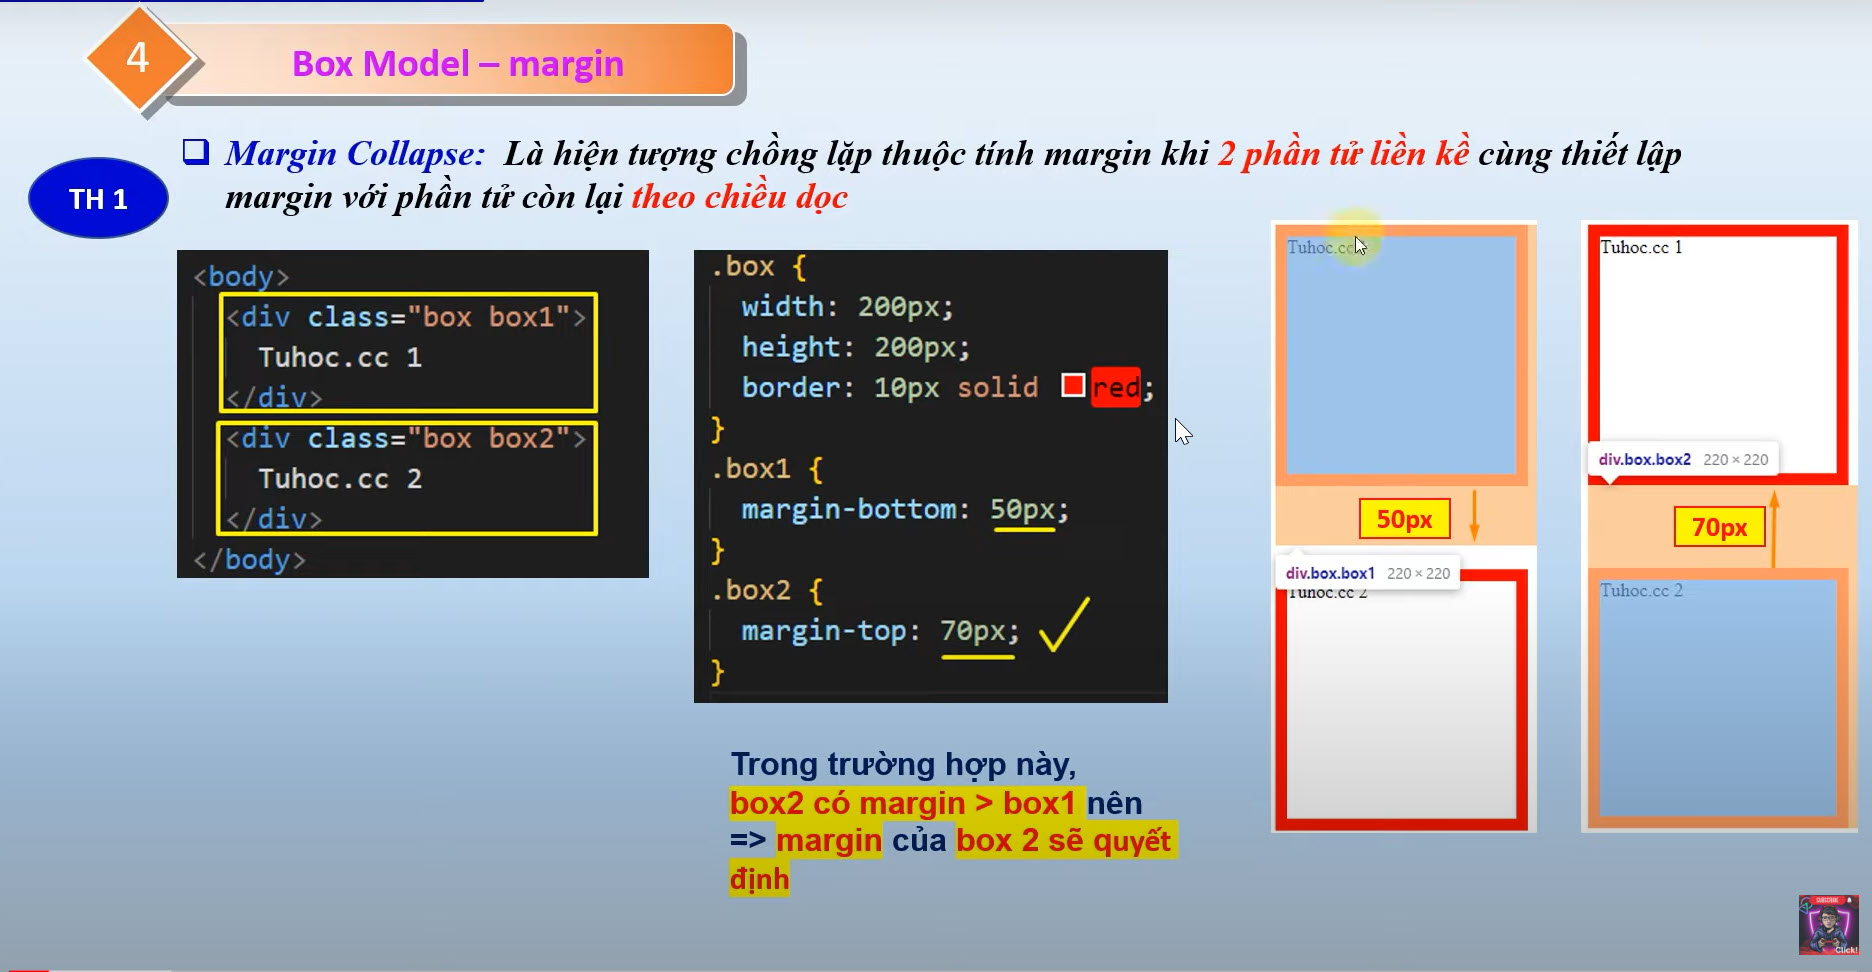 4
Box Model – margin
TH 1
Margin Collapse: Là hiện tượng chồng lặp thuộc tính margin khi 2 phần tử liền kề cùng thiết lập
margin với phần tử còn lại theo chiều dọc
<body>
<div class="box box1">
Tuhoc.cc 1
</div>
<div class="box box2">
Tuhoc.cc 2
</div>
</body>
.box {
width: 200px;
height: 200px;
border: 10px solid red;
}
.box1 {
margin-bottom: 50px;
}
.box2 {
margin-top: 70px;
}
Trong trường hợp này,
box2 có margin > box1 nên
=> margin của box 2 sẽ quyết
định
Tuhoc.cc
50px
div.box.box1 220 × 220
Tuhoc.cc 2
Tuhoc.cc 1
div.box.box2 220 × 220
70px
Tuhoc.cc 2
SUBSCRIBE
Click!